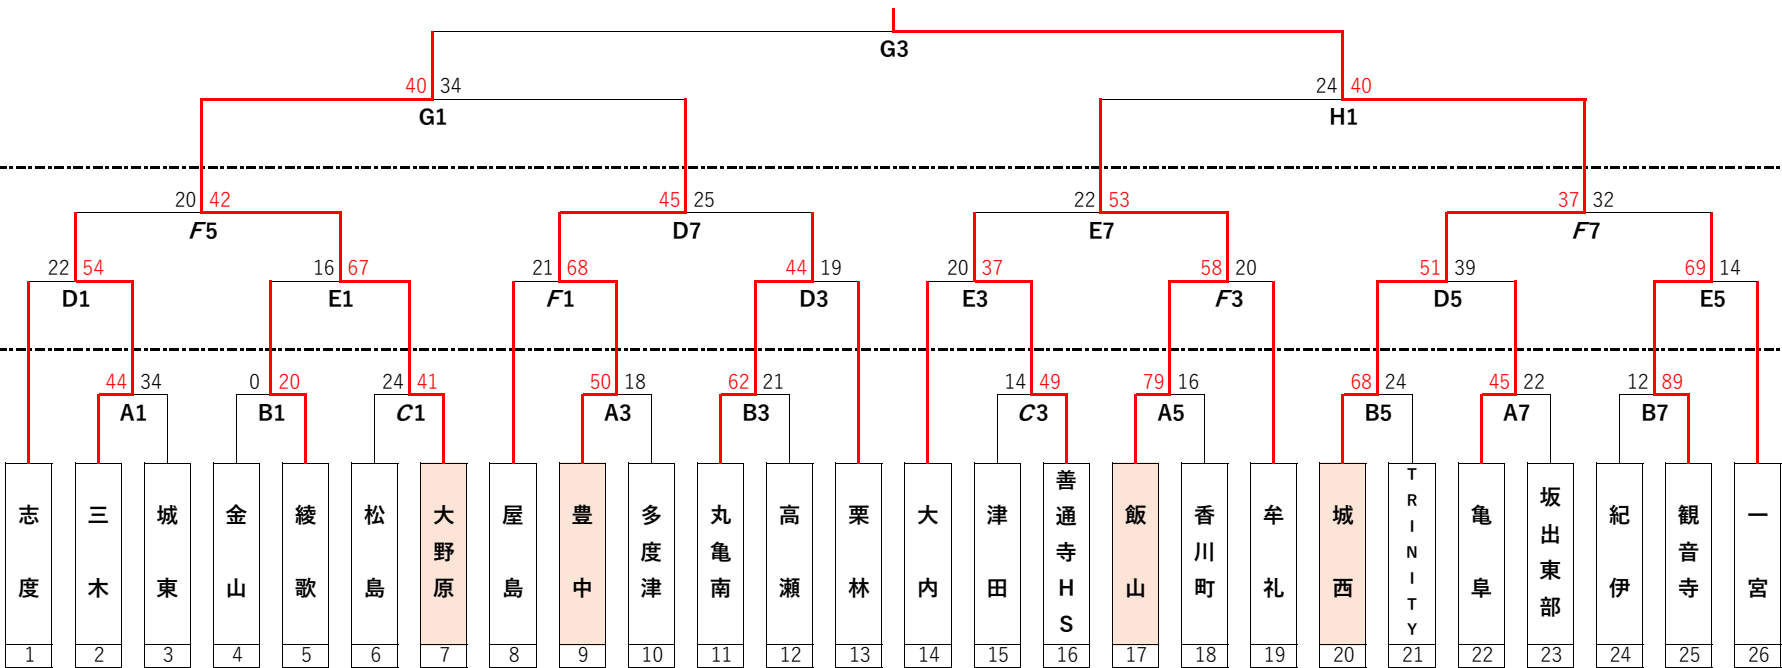 G3
40 34
24 40
G1
H1
20 42
45 25
22 53
37 32
F5
D7
E7
F7
22 54
16 67
21 68
44 19
20 37
58 20
51 39
69 14
D1
E1
F1
D3
E3
F3
D5
E5
44 34
0 20
24 41
50 18
62 21
14 49
79 16
68 24
45 22
12 89
A1
B1
C1
A3
B3
C3
A5
B5
A7
B7
志度
三木
城東
金山
綾歌
松島
大野原
屋島
豊中
多度津
丸亀南
高瀬
栗林
大内
津田
善通寺HS
飯山
香川町
牟礼
城西
TRINITY
亀阜
坂出東部
紀伊
観音寺
一宮
1 2 3 4 5 6 7 8 9 10 11 12 13 14 15 16 17 18 19 20 21 22 23 24 25 26